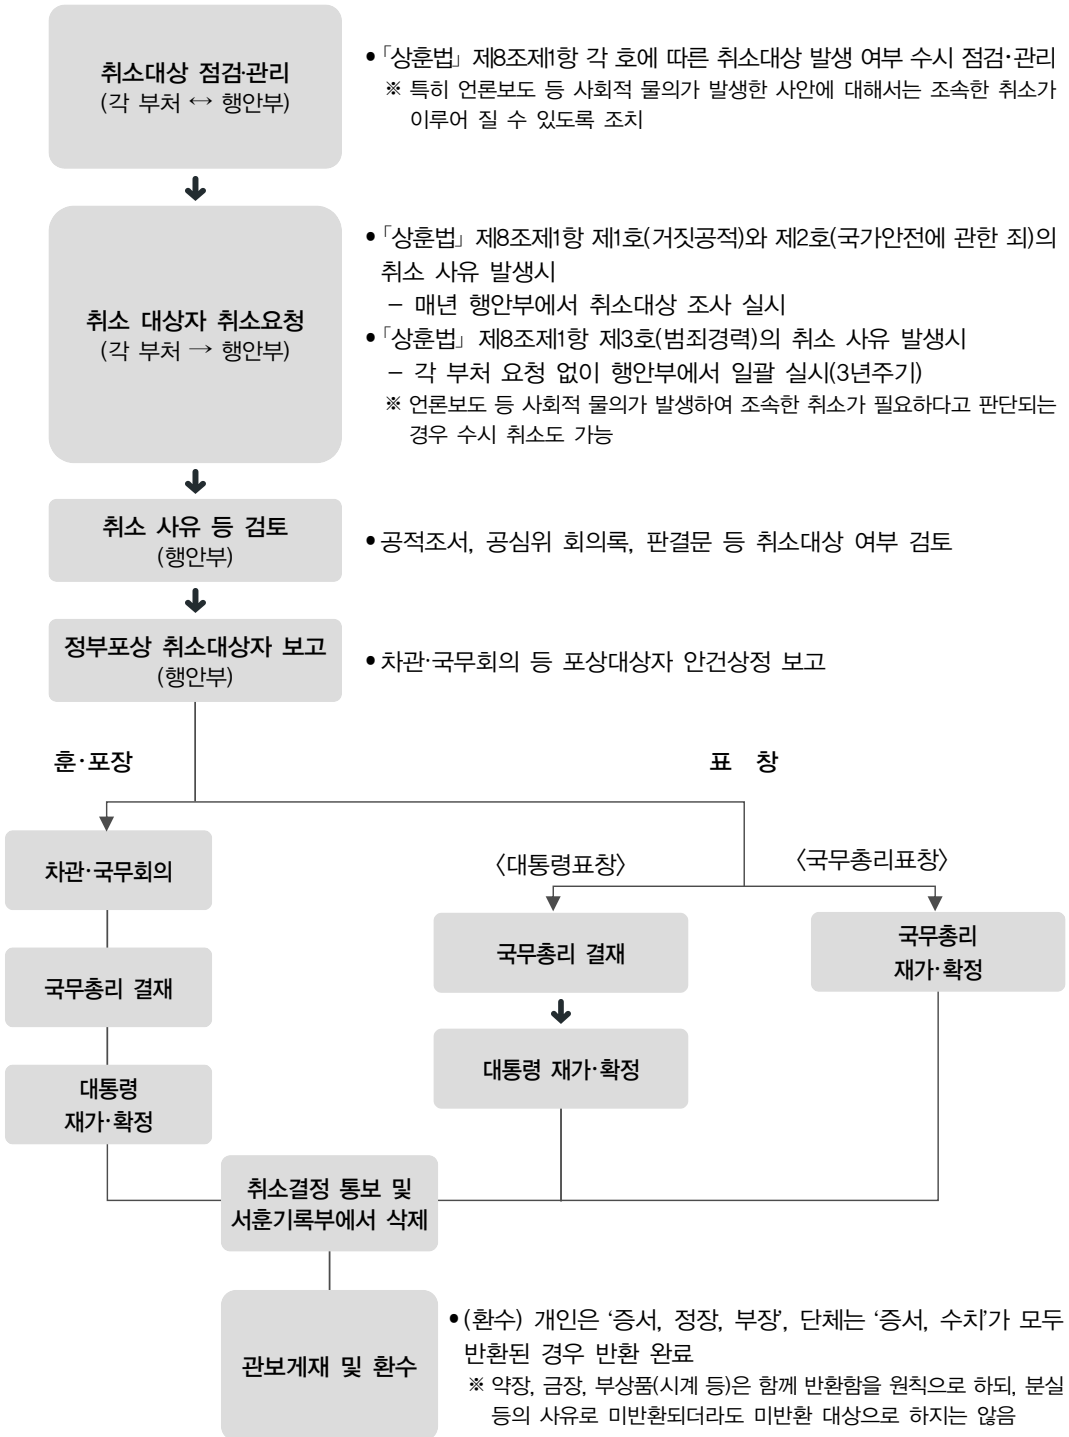 취소대상 점검·관리
(각 부처 ↔ 행안부)
•「상훈법」 제8조제1항 각 호에 따른 취소대상 발생 여부 수시 점검·관리
※ 특히 언론보도 등 사회적 물의가 발생한 사안에 대해서는 조속한 취소가
이루어 질 수 있도록 조치
취소 대상자 취소요청
(각 부처 → 행안부)
•「상훈법」 제8조제1항 제1호(거짓공적)와 제2호(국가안전에 관한 죄)의
취소 사유 발생시
– 매년 행안부에서 취소대상 조사 실시
•「상훈법」 제8조제1항 제3호(범죄경력)의 취소 사유 발생시
– 각 부처 요청 없이 행안부에서 일괄 실시(3년주기)
※ 언론보도 등 사회적 물의가 발생하여 조속한 취소가 필요하다고 판단되는
경우 수시 취소도 가능
취소 사유 등 검토
(행안부)
• 공적조서, 공심위 회의록, 판결문 등 취소대상 여부 검토
정부포상 취소대상자 보고
(행안부)
• 차관·국무회의 등 포상대상자 안건상정 보고
훈·포장
표 창
차관·국무회의
국무총리 결재
대통령
재가·확정
〈대통령표창〉
국무총리 결재
대통령 재가·확정
〈국무총리표창〉
국무총리
재가·확정
취소결정 통보 및
서훈기록부에서 삭제
관보게재 및 환수
• (환수) 개인은 ‘증서, 정장, 부장’, 단체는 ‘증서, 수치’가 모두
반환된 경우 반환 완료
※ 약장, 금장, 부상품(시계 등)은 함께 반환함을 원칙으로 하되, 분실
등의 사유로 미반환되더라도 미반환 대상으로 하지는 않음